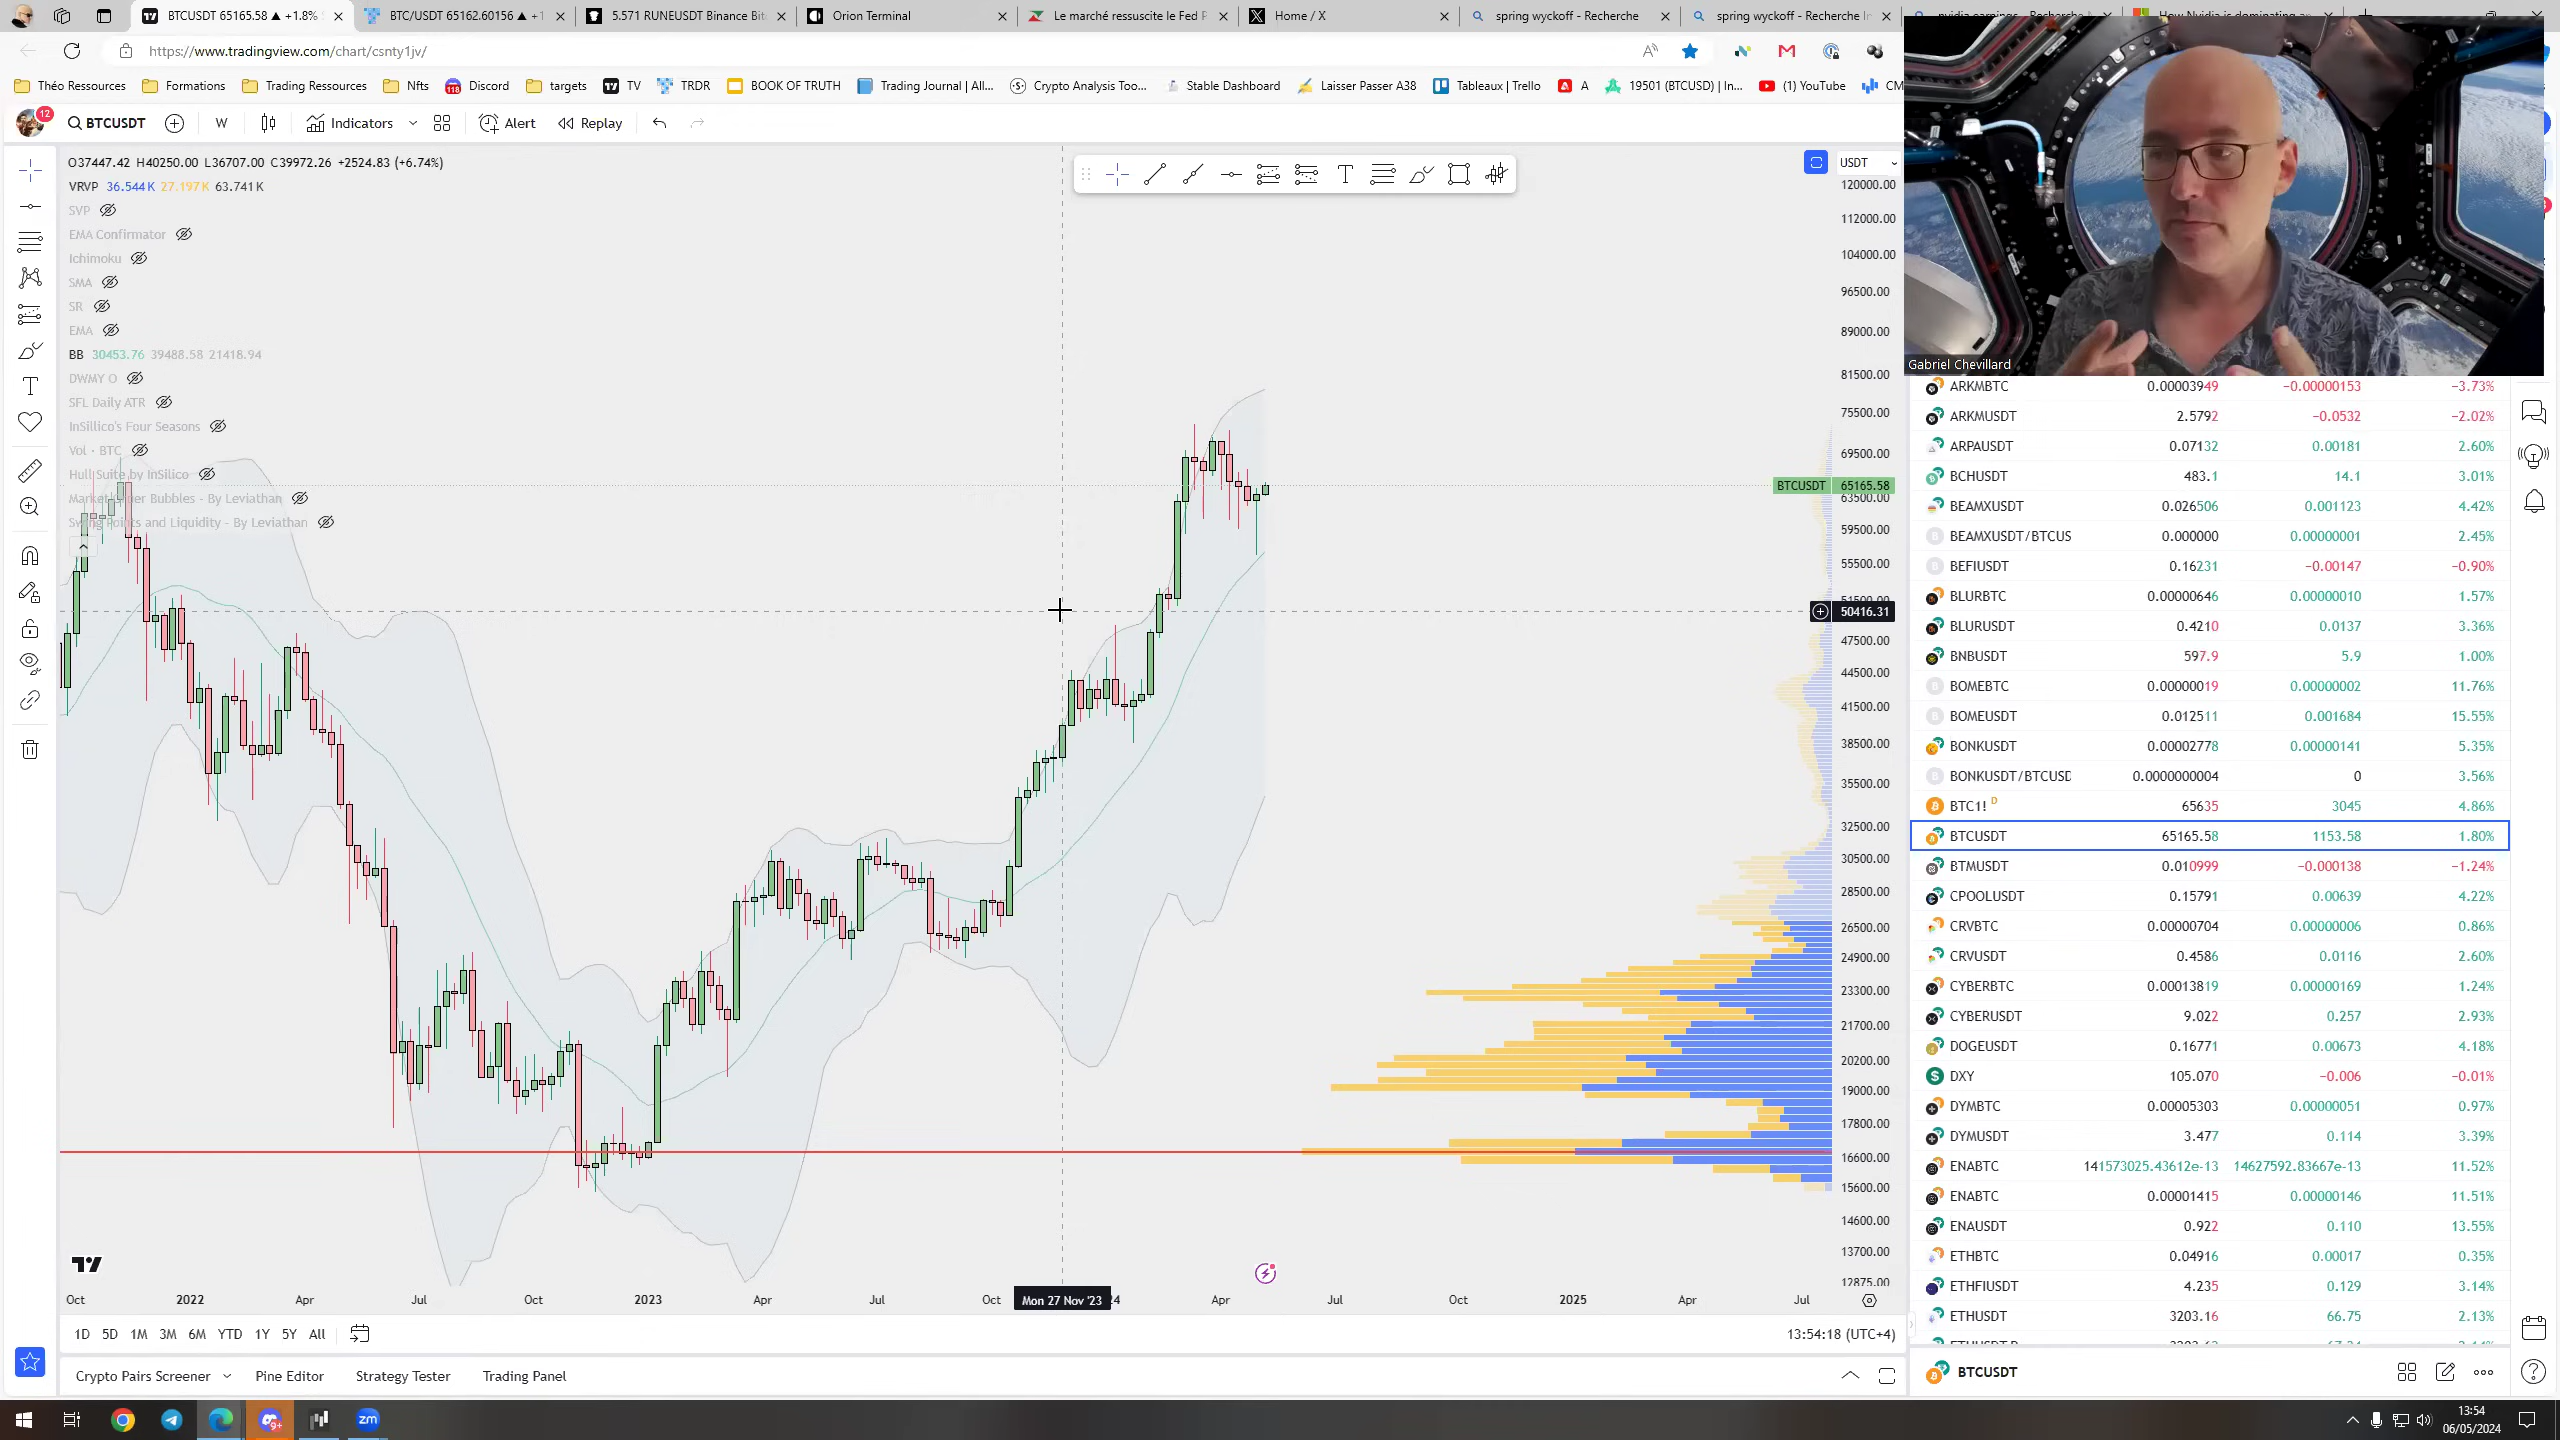 BTCUSDT 65165.58 ▲ +1.8%
BTC/USDT 65162.60156 ▲ +1
5.571 RUNEUSDT Binance Bit
Orion Terminal
Le marché ressuscite le Fed P
Home / X
spring wyckoff - Recherche
spring wyckoff - Recherche In
nvidia earnings - Recherche
How Nvidia is dominating
https://www.tradingview.com/chart/csnty1jv/
Théo Ressources
Formations
Trading Ressources
Nfts
Discord
targets
TV
TRDR
BOOK OF TRUTH
Trading Journal | All...
Crypto Analysis Too...
Stable Dashboard
Laisser Passer A38
Tableaux | Trello
A
19501 (BTCUSD) | In...
(1) YouTube
CM
12
BTCUSDT
W
Indicators
Alert
Replay
O37447.42 H40250.00 L36707.00 C39972.26 +2524.83 (+6.74%)
VRVP 36.544 K 27.197 K 63.741 K
SVP
EMA Confirmator
Ichimoku
SMA
SR
EMA
BB 30453.76 39488.58 21418.94
DWMY O
SFL Daily ATR
InSillico's Four Seasons
Vol · BTC
Hull Suite by InSilico
Bubbles - By Leviathan
Swing Points and Liquidity - By Leviathan
USDT
120000.00
112000.00
104000.00
96500.00
89000.00
81500.00
75500.00
69500.00
BTCUSDT 65165.58
63500.00
59500.00
55500.00
51500.00
50416.31
47500.00
44500.00
41500.00
38500.00
35500.00
32500.00
30500.00
28500.00
26500.00
24900.00
23300.00
21700.00
20200.00
19000.00
17800.00
16600.00
15600.00
14600.00
13700.00
12875.00
Oct
2022
Apr
Jul
Oct
2023
Apr
Jul
Oct
Mon 27 Nov '23
24
Apr
Jul
Oct
2025
Apr
Jul
1D 5D 1M 3M 6M YTD 1Y 5Y All
13:54:18 (UTC+4)
Crypto Pairs Screener
Pine Editor
Strategy Tester
Trading Panel
Gabriel Chevillard
ARKMBTC 0.00003949 −0.00000153 −3.73%
ARKMUSDT 2.5792 −0.0532 −2.02%
ARPAUSDT 0.07132 0.00181 2.60%
BCHUSDT 483.1 14.1 3.01%
BEAMXUSDT 0.026506 0.001123 4.42%
BEAMXUSDT/BTCUS 0.000000 0.00000001 2.45%
BEFIUSDT 0.16231 −0.00147 −0.90%
BLURBTC 0.00000646 0.00000010 1.57%
BLURUSDT 0.4210 0.0137 3.36%
BNBUSDT 597.9 5.9 1.00%
BOMEBTC 0.00000019 0.00000002 11.76%
BOMEUSDT 0.012511 0.001684 15.55%
BONKUSDT 0.00002778 0.00000141 5.35%
BONKUSDT/BTCUSD 0.0000000004 0 3.56%
BTC1! D 65635 3045 4.86%
BTCUSDT 65165.58 1153.58 1.80%
BTMUSDT 0.010999 −0.000138 −1.24%
CPOOLUSDT 0.15791 0.00639 4.22%
CRVBTC 0.00000704 0.00000006 0.86%
CRVUSDT 0.4586 0.0116 2.60%
CYBERBTC 0.00013819 0.00000169 1.24%
CYBERUSDT 9.022 0.257 2.93%
DOGEUSDT 0.16771 0.00673 4.18%
DXY 105.070 −0.006 −0.01%
DYMBTC 0.00005303 0.00000051 0.97%
DYMUSDT 3.477 0.114 3.39%
ENABTC 141573025.43612e-13 14627592.83667e-13 11.52%
ENABTC 0.00001415 0.00000146 11.51%
ENAUSDT 0.922 0.110 13.55%
ETHBTC 0.04916 0.00017 0.35%
ETHFIUSDT 4.235 0.129 3.14%
ETHUSDT 3203.16 66.75 2.13%
BTCUSDT
9+
zm
13:54
06/05/2024